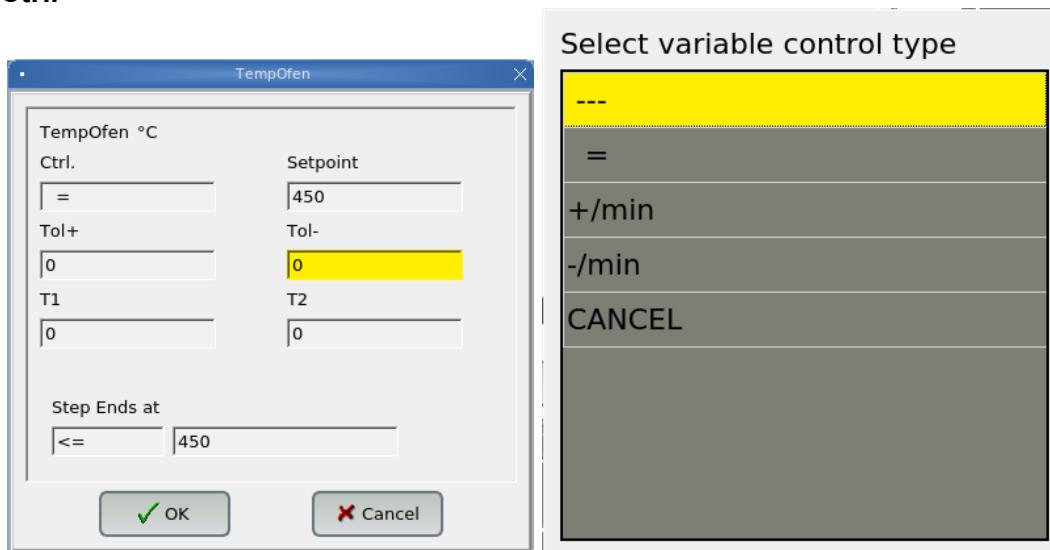 TempOfen
TempOfen °C
Ctrl. Setpoint
= 450
Tol+ Tol-
0 0
T1 T2
0 0
Step Ends at
<= 450
OK Cancel
Select variable control type
---
=
+/min
-/min
CANCEL